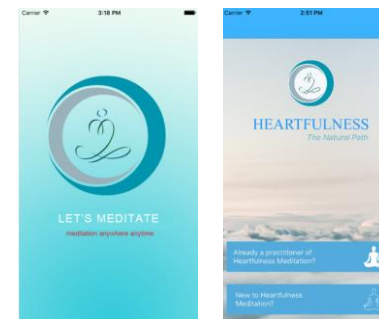 Carrier 3:18 PM
LET'S MEDITATE
meditation anywhere anytime
Carrier 2:51 PM
HEARTFULNESS
The Natural Path
Already a practitioner of
Heartfulness Meditation?
New to Heartfulness
Meditation?